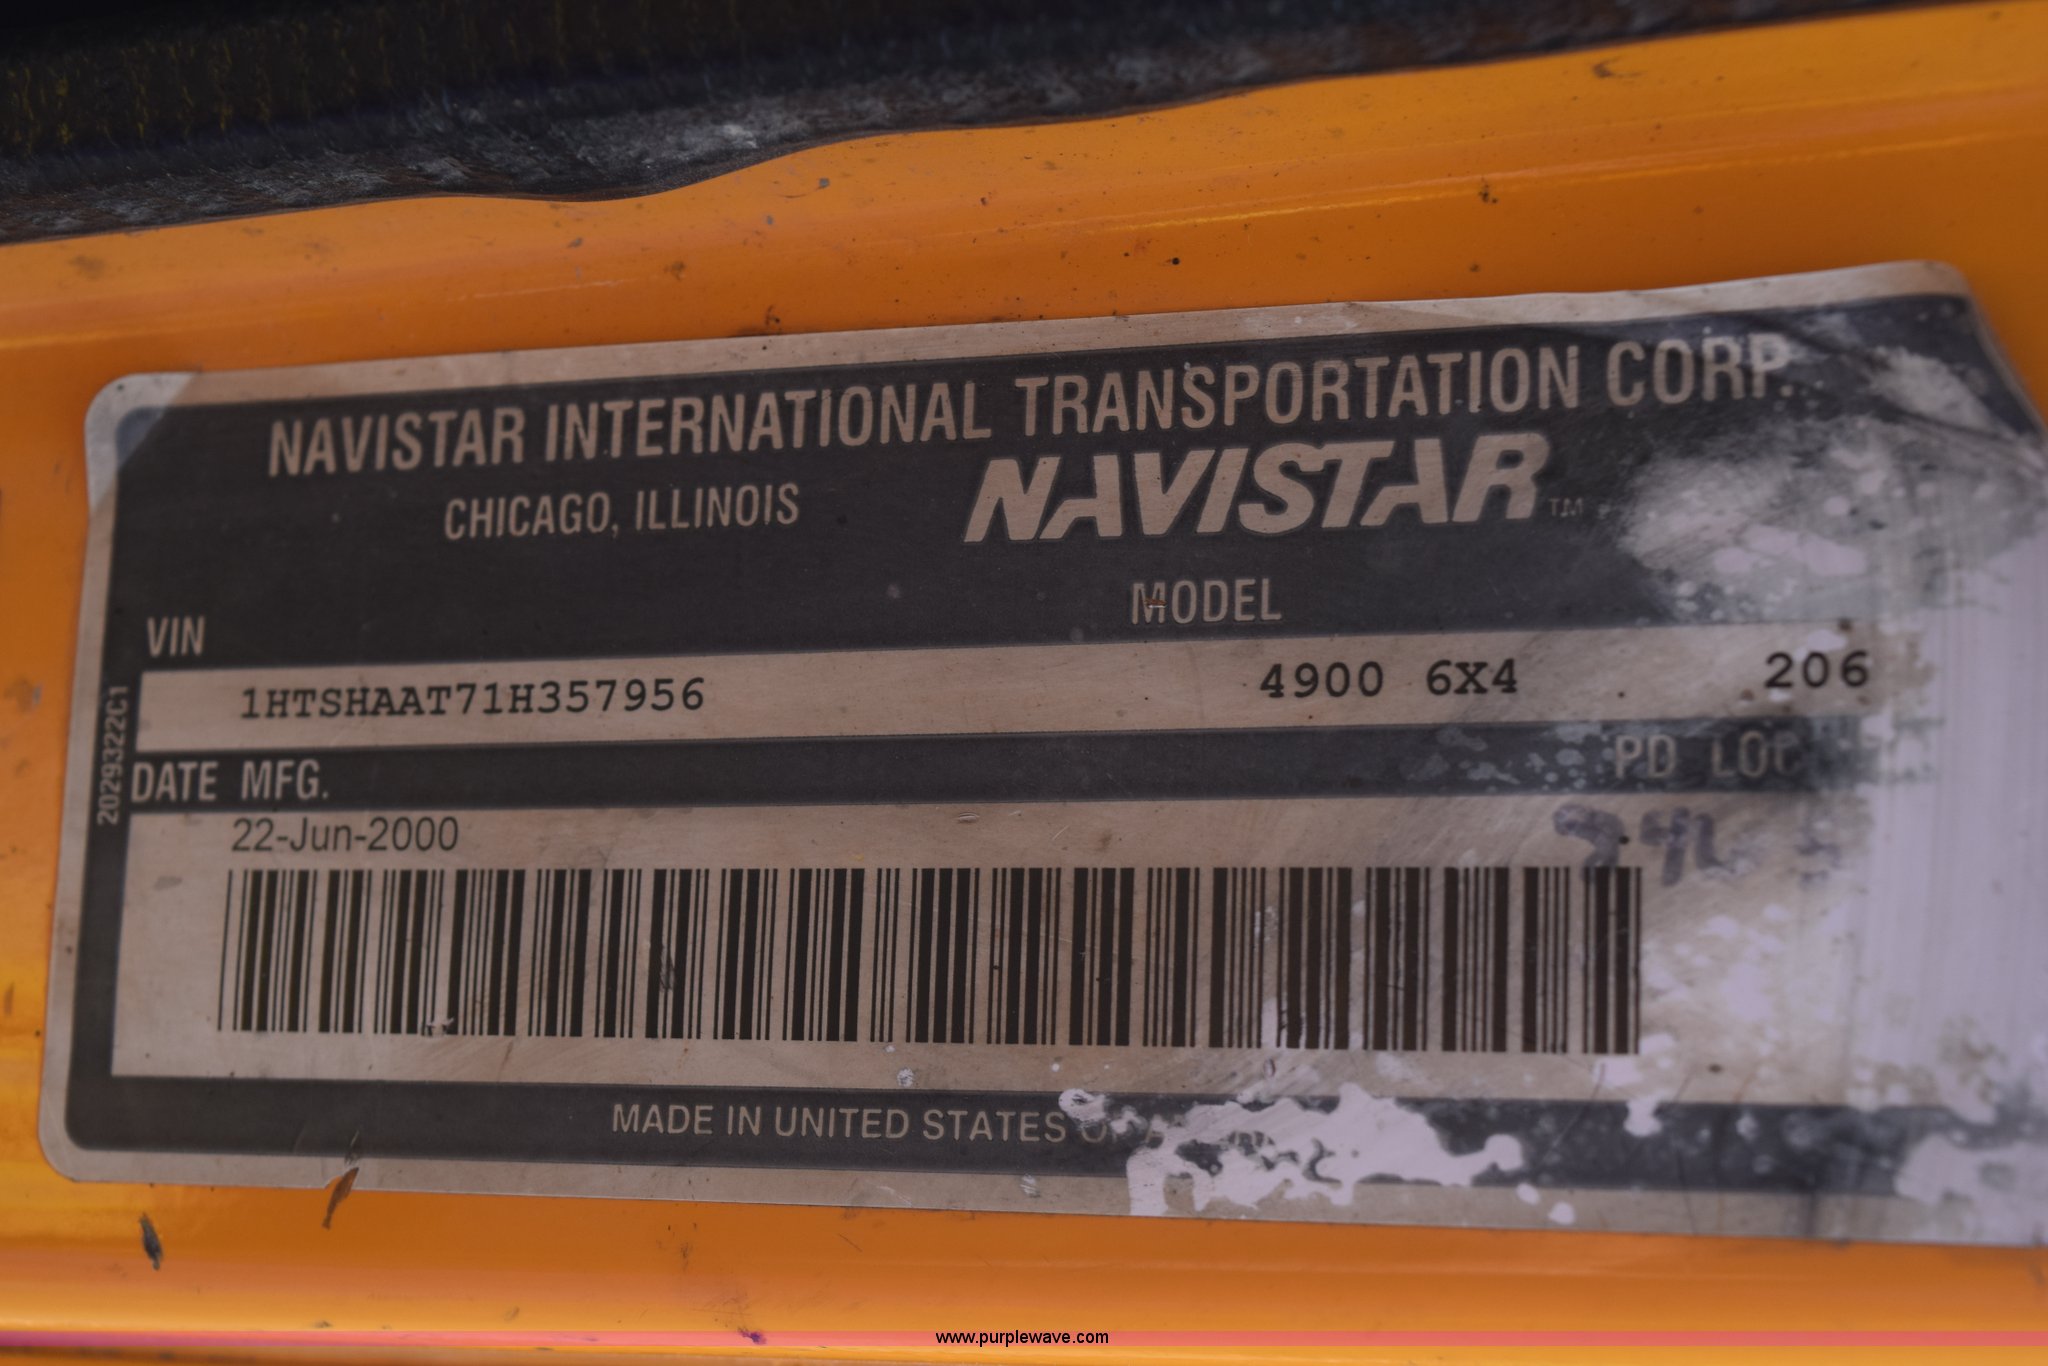 NAVISTAR INTERNATIONAL TRANSPORTATION CORP.
CHICAGO, ILLINOIS
NAVISTAR TM
MODEL
VIN
1HTSHAAT71H357956 4900 6X4 206
PD LOC
DATE MFG.
22-Jun-2000
2029322C1
MADE IN UNITED STATES
www.purplewave.com